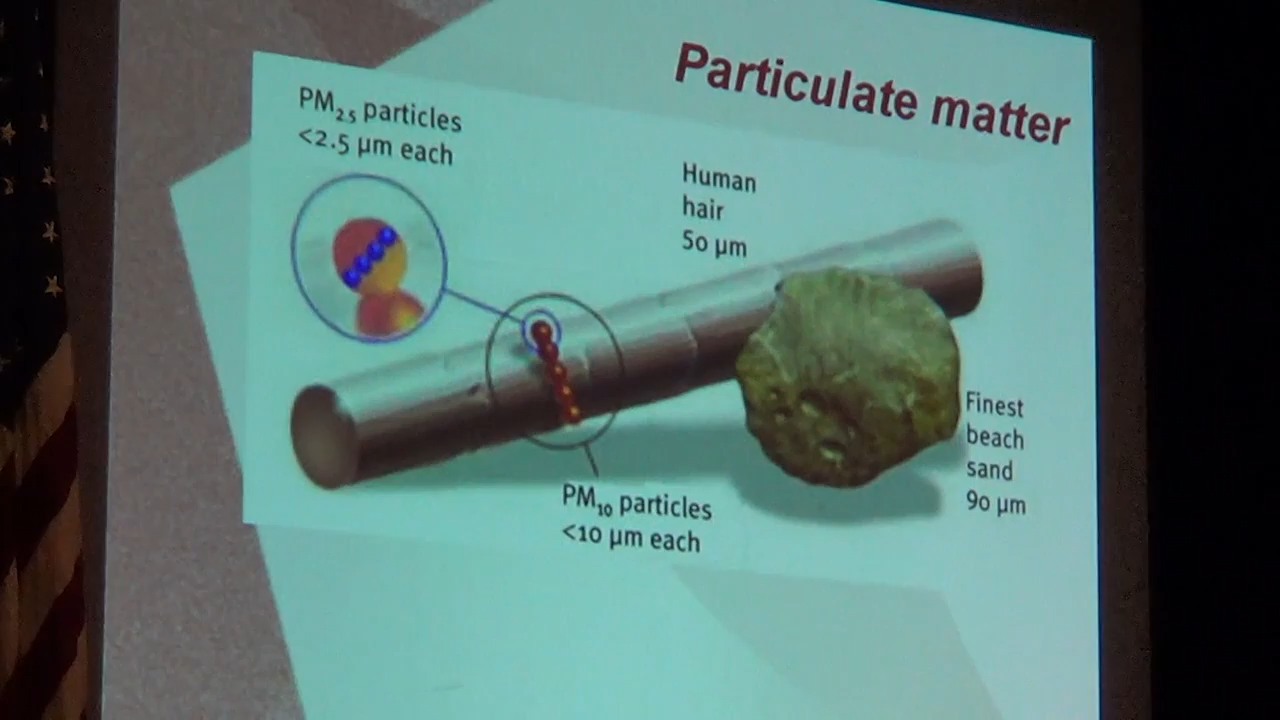 Particulate matter
PM2.5 particles
<2.5 µm each
Human
hair
50 µm
Finest
beach
sand
90 µm
PM10 particles
<10 µm each